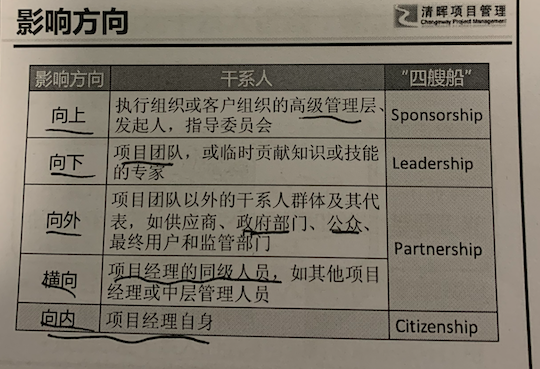 影响方向
清晖项目管理
Chengway Project Management
影响方向 干系人 “四艘船”
向上 执行组织或客户组织的高级管理层、 Sponsorship
发起人，指导委员会
向下 项目团队，或临时贡献知识或技能 Leadership
的专家
向外 项目团队以外的干系人群体及其代
表，如供应商、政府部门、公众、
最终用户和监管部门
Partnership
横向 项目经理的同级人员，如其他项目
经理或中层管理人员
向内 项目经理自身 Citizenship